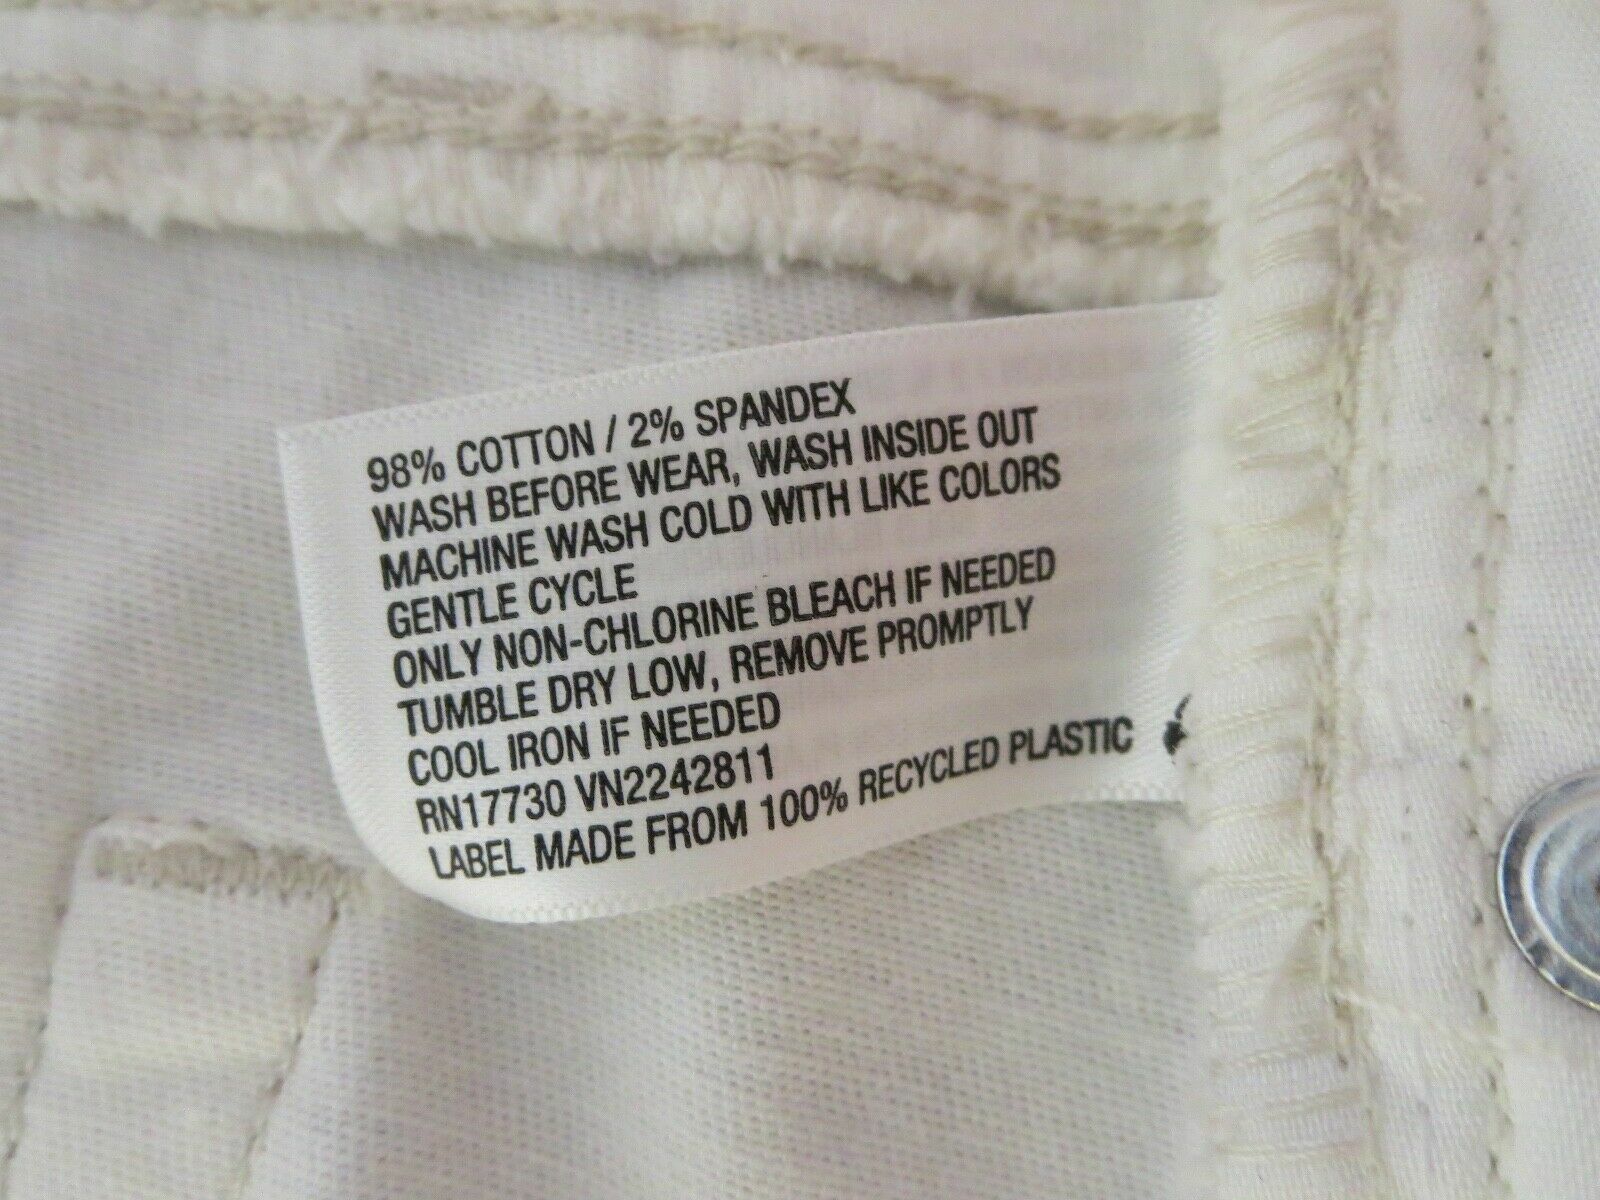 98% COTTON / 2% SPANDEX
WASH BEFORE WEAR, WASH INSIDE OUT
MACHINE WASH COLD WITH LIKE COLORS
GENTLE CYCLE
ONLY NON-CHLORINE BLEACH IF NEEDED
TUMBLE DRY LOW, REMOVE PROMPTLY
COOL IRON IF NEEDED
RN17730 VN2242811
LABEL MADE FROM 100% RECYCLED PLASTIC